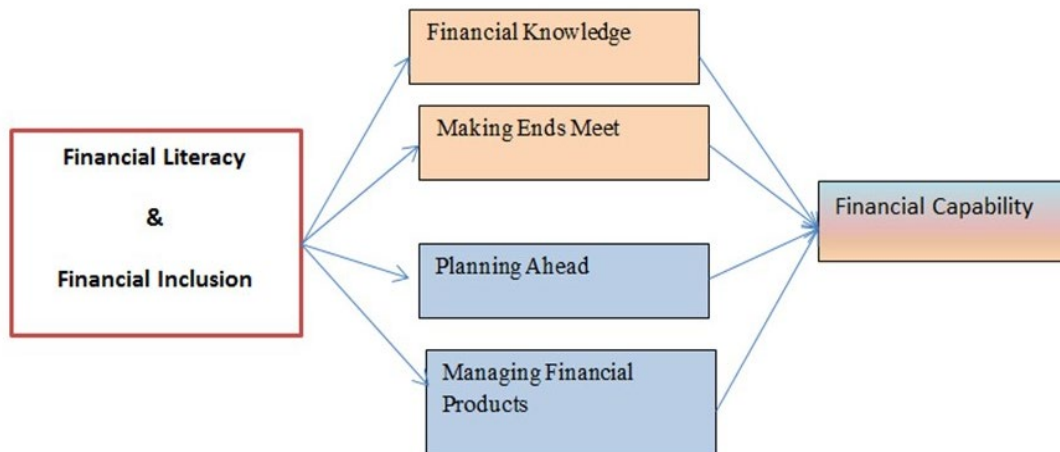 Financial Literacy
&
Financial Inclusion
Financial Knowledge
Making Ends Meet
Planning Ahead
Managing Financial
Products
Financial Capability